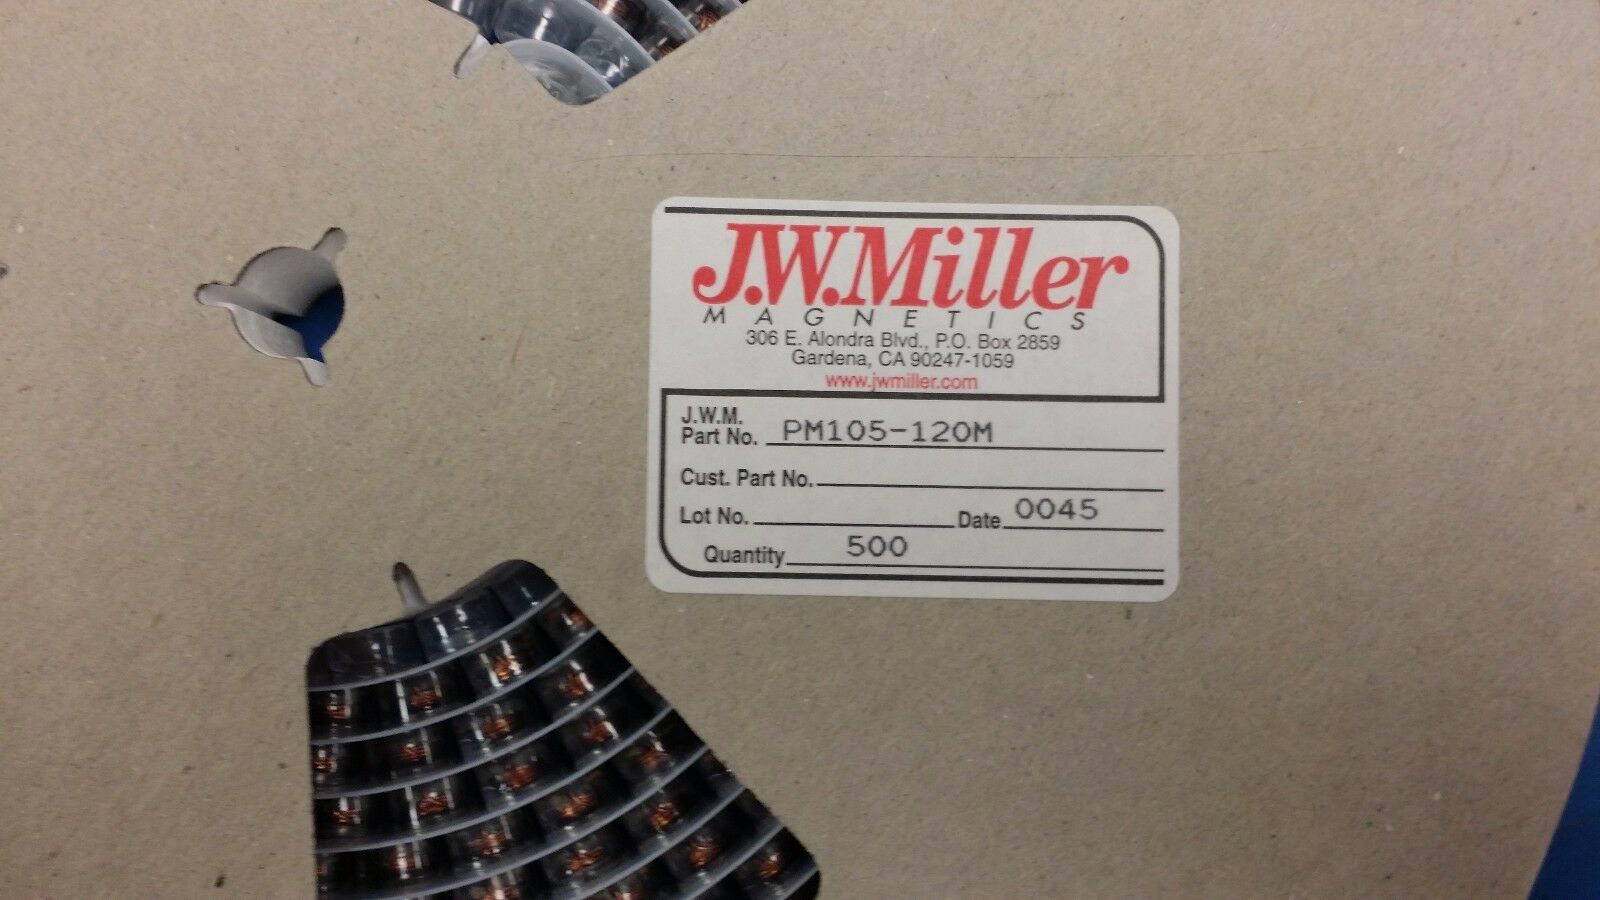 J.W.Miller
MAGNETICS
306 E. Alondra Blvd., P.O. Box 2859
Gardena, CA 90247-1059
www.jwmiller.com
J.W.M.
Part No. PM105-120M
Cust. Part No.
Lot No. Date 0045
Quantity 500